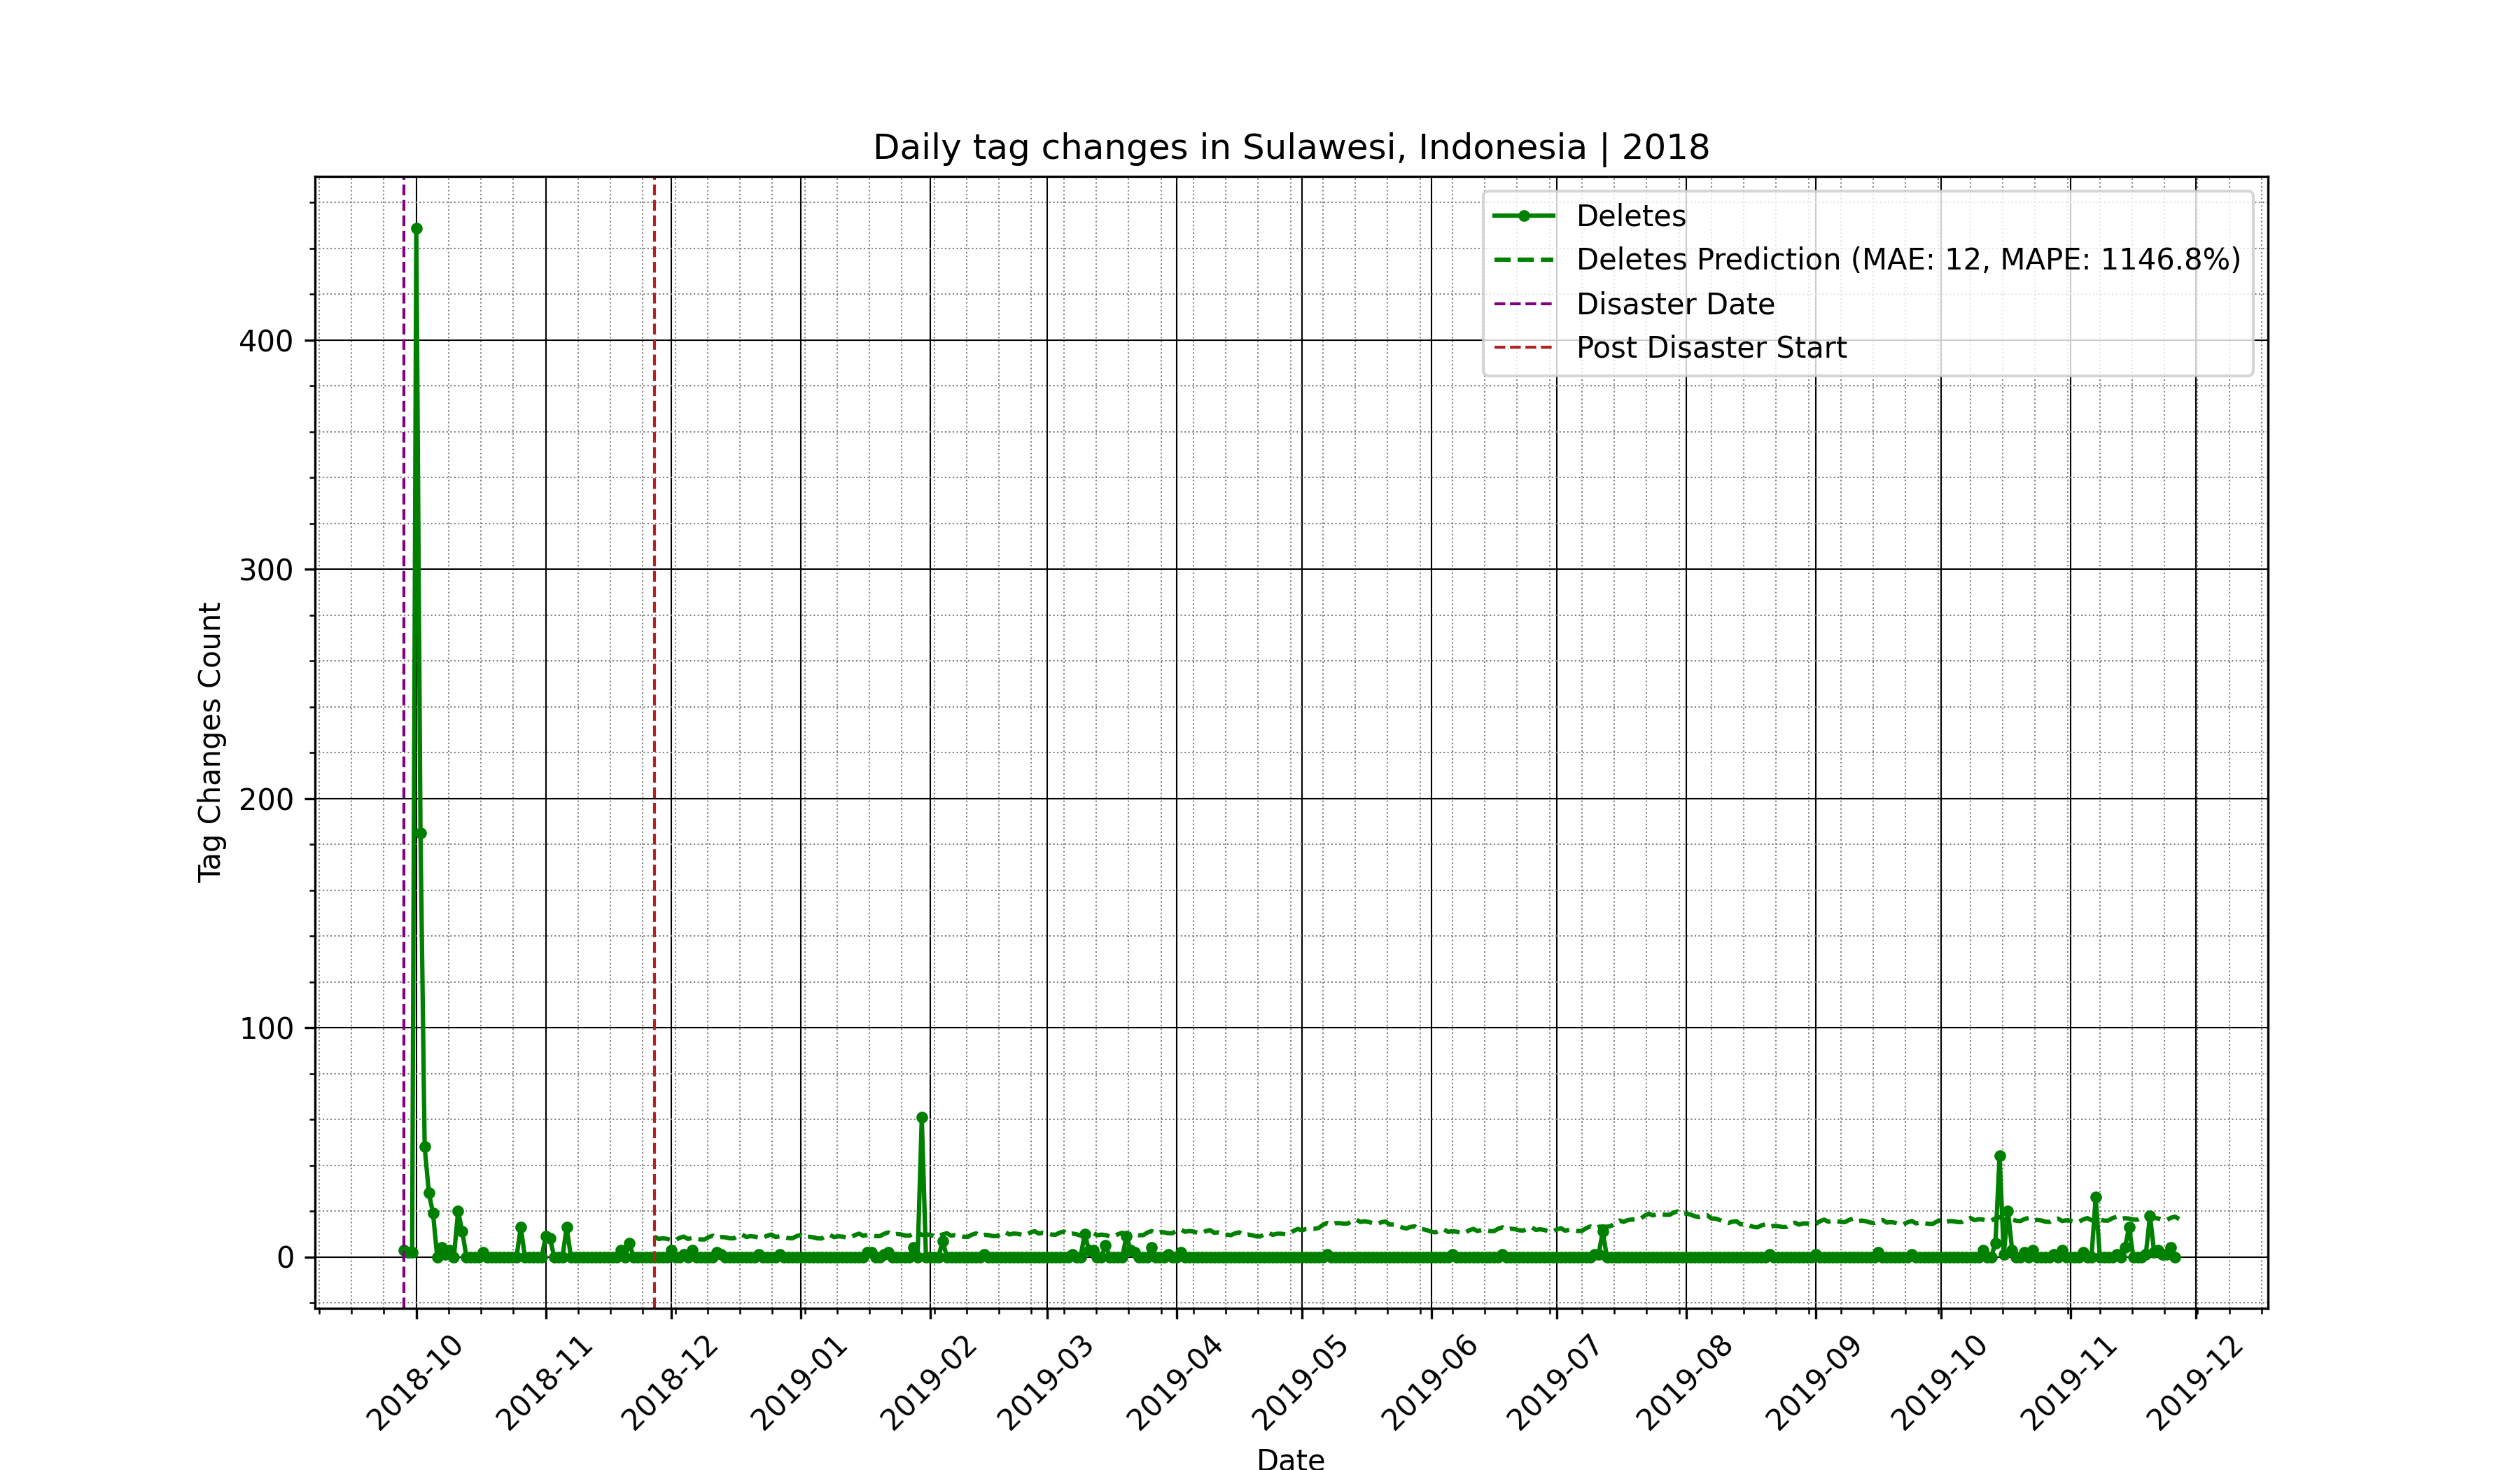 Daily tag changes in Sulawesi, Indonesia | 2018
Deletes
Deletes Prediction (MAE: 12, MAPE: 1146.8%)
Disaster Date
Post Disaster Start
Tag Changes Count
400
300
200
100
0
2018-10
2018-11
2018-12
2019-01
2019-02
2019-03
2019-04
2019-05
2019-06
2019-07
2019-08
2019-09
2019-10
2019-11
2019-12
Date